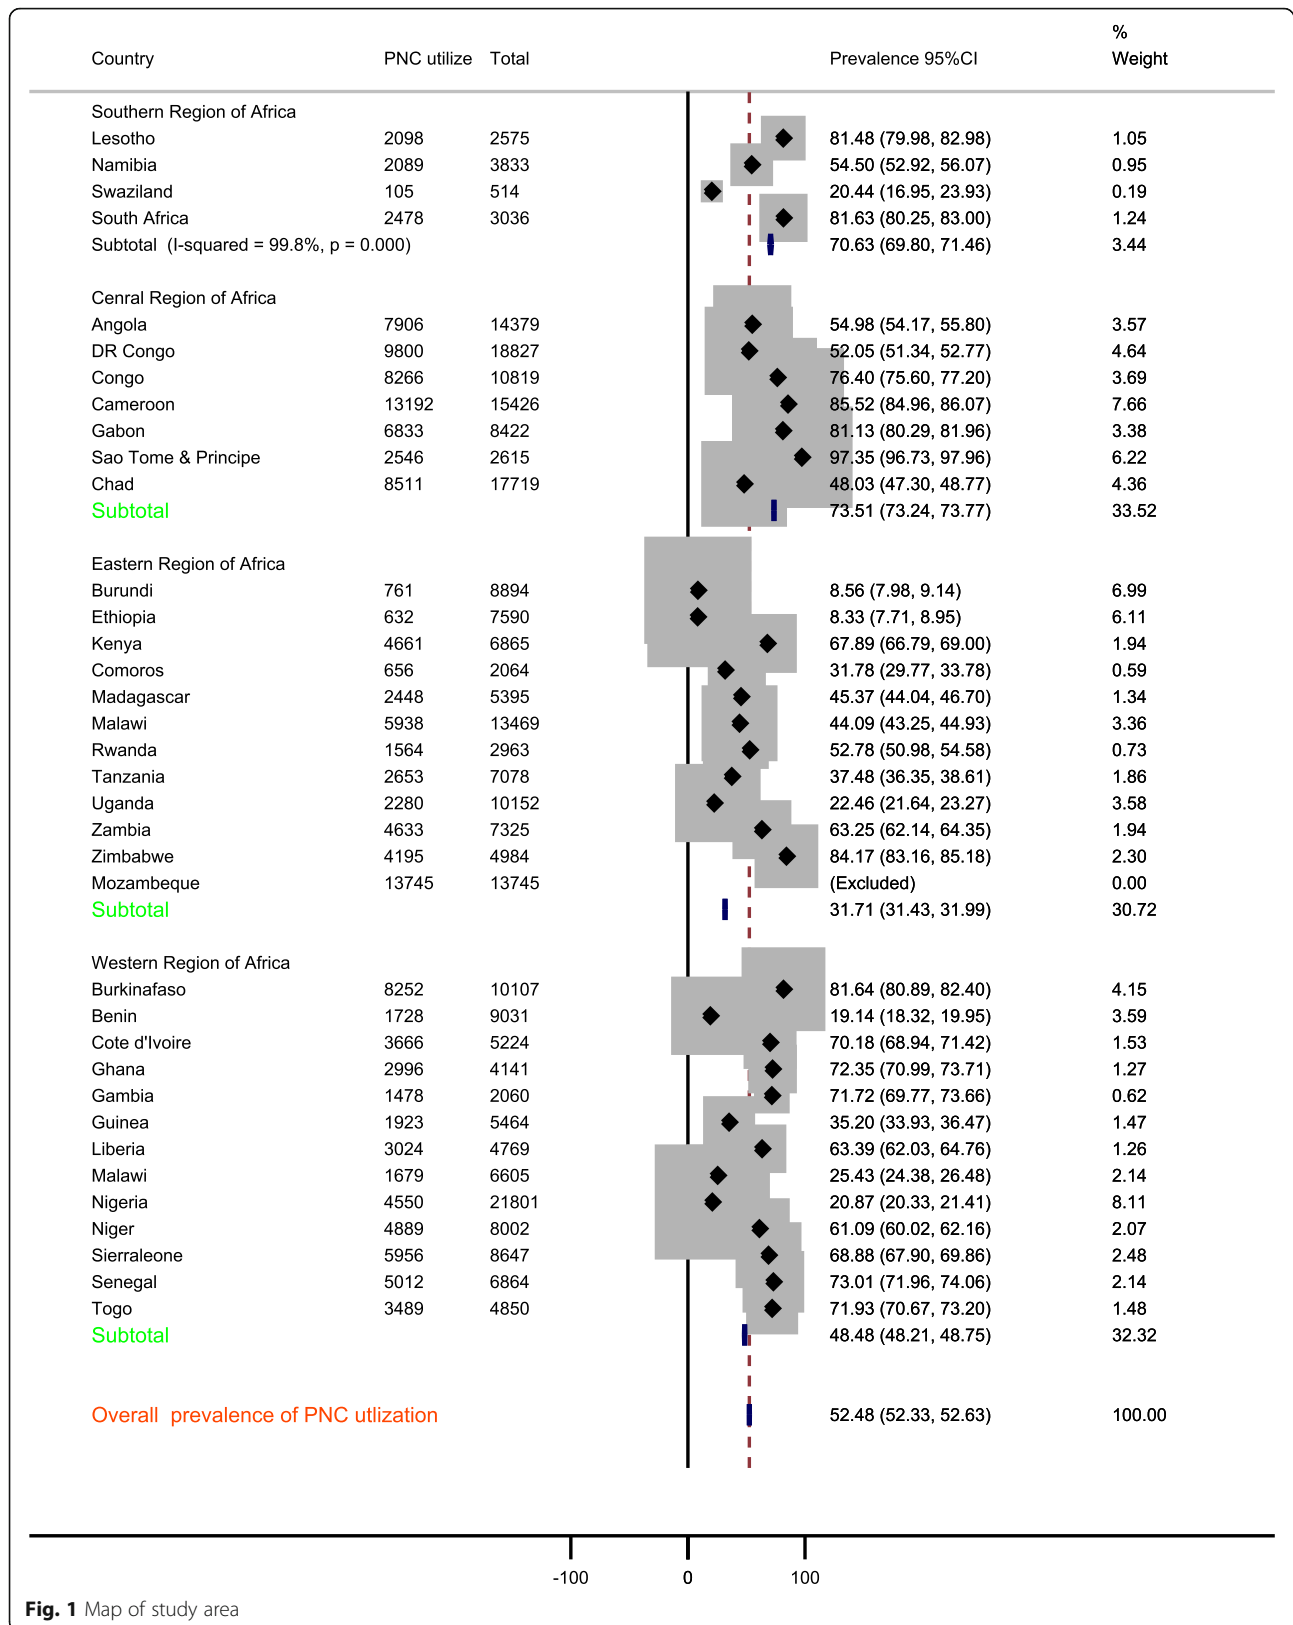 %
Country PNC utilize Total Prevalence 95%CI Weight
Southern Region of Africa
Lesotho 2098 2575 81.48 (79.98, 82.98) 1.05
Namibia 2089 3833 54.50 (52.92, 56.07) 0.95
Swaziland 105 514 20.44 (16.95, 23.93) 0.19
South Africa 2478 3036 81.63 (80.25, 83.00) 1.24
Subtotal (I-squared = 99.8%, p = 0.000) 70.63 (69.80, 71.46) 3.44
Cenral Region of Africa
Angola 7906 14379 54.98 (54.17, 55.80) 3.57
DR Congo 9800 18827 52.05 (51.34, 52.77) 4.64
Congo 8266 10819 76.40 (75.60, 77.20) 3.69
Cameroon 13192 15426 85.52 (84.96, 86.07) 7.66
Gabon 6833 8422 81.13 (80.29, 81.96) 3.38
Sao Tome & Principe 2546 2615 97.35 (96.73, 97.96) 6.22
Chad 8511 17719 48.03 (47.30, 48.77) 4.36
Subtotal 73.51 (73.24, 73.77) 33.52
Eastern Region of Africa
Burundi 761 8894 8.56 (7.98, 9.14) 6.99
Ethiopia 632 7590 8.33 (7.71, 8.95) 6.11
Kenya 4661 6865 67.89 (66.79, 69.00) 1.94
Comoros 656 2064 31.78 (29.77, 33.78) 0.59
Madagascar 2448 5395 45.37 (44.04, 46.70) 1.34
Malawi 5938 13469 44.09 (43.25, 44.93) 3.36
Rwanda 1564 2963 52.78 (50.98, 54.58) 0.73
Tanzania 2653 7078 37.48 (36.35, 38.61) 1.86
Uganda 2280 10152 22.46 (21.64, 23.27) 3.58
Zambia 4633 7325 63.25 (62.14, 64.35) 1.94
Zimbabwe 4195 4984 84.17 (83.16, 85.18) 2.30
Mozambeque 13745 13745 (Excluded) 0.00
Subtotal 31.71 (31.43, 31.99) 30.72
Western Region of Africa
Burkinafaso 8252 10107 81.64 (80.89, 82.40) 4.15
Benin 1728 9031 19.14 (18.32, 19.95) 3.59
Cote d'Ivoire 3666 5224 70.18 (68.94, 71.42) 1.53
Ghana 2996 4141 72.35 (70.99, 73.71) 1.27
Gambia 1478 2060 71.72 (69.77, 73.66) 0.62
Guinea 1923 5464 35.20 (33.93, 36.47) 1.47
Liberia 3024 4769 63.39 (62.03, 64.76) 1.26
Malawi 1679 6605 25.43 (24.38, 26.48) 2.14
Nigeria 4550 21801 20.87 (20.33, 21.41) 8.11
Niger 4889 8002 61.09 (60.02, 62.16) 2.07
Sierraleone 5956 8647 68.88 (67.90, 69.86) 2.48
Senegal 5012 6864 73.01 (71.96, 74.06) 2.14
Togo 3489 4850 71.93 (70.67, 73.20) 1.48
Subtotal 48.48 (48.21, 48.75) 32.32
Overall prevalence of PNC utlization 52.48 (52.33, 52.63) 100.00
-100 0 100
Fig. 1 Map of study area